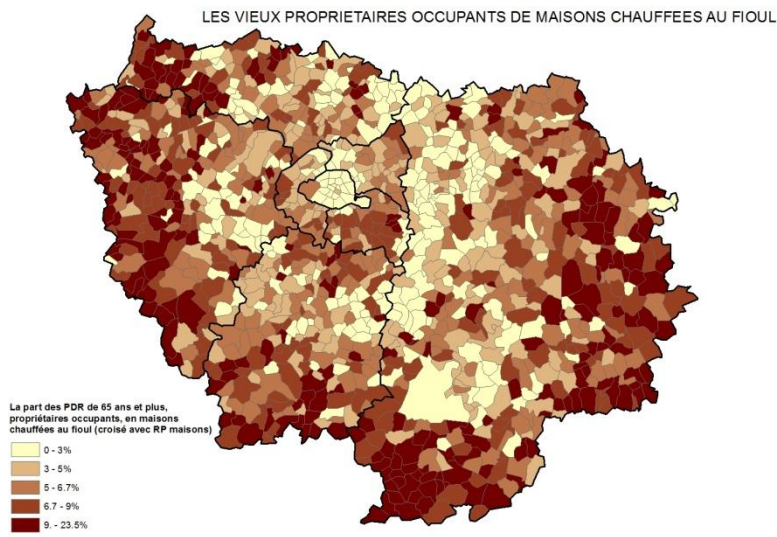 LES VIEUX PROPRIETAIRES OCCUPANTS DE MAISONS CHAUFFEES AU FIOUL
La part des PDR de 65 ans et plus,
propriétaires occupants, en maisons
chauffées au fioul (croisé avec RP maisons)
0 - 3%
3 - 5%
5 - 6.7%
6.7 - 9%
9. - 23.5%